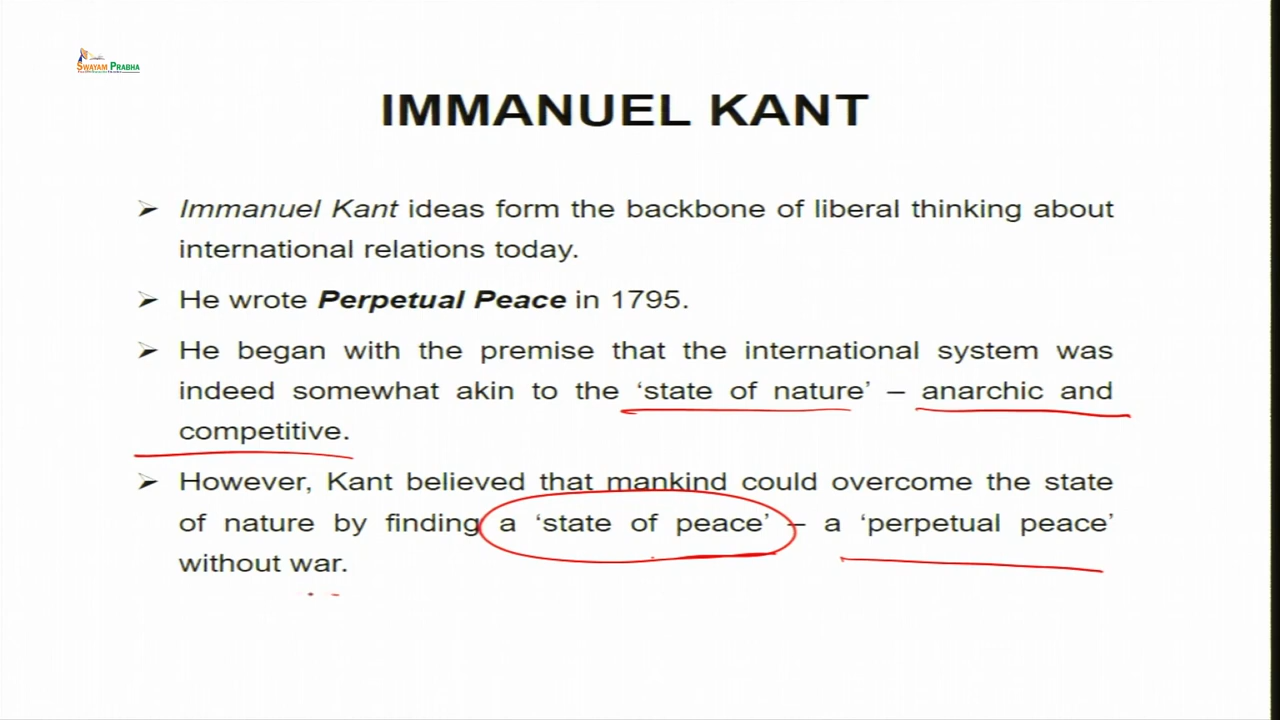 SWAYAM PRABHA
IMMANUEL KANT
➢ Immanuel Kant ideas form the backbone of liberal thinking about
international relations today.
➢ He wrote Perpetual Peace in 1795.
➢ He began with the premise that the international system was
indeed somewhat akin to the ‘state of nature’ – anarchic and
competitive.
➢ However, Kant believed that mankind could overcome the state
of nature by finding a ‘state of peace’ – a ‘perpetual peace’
without war.